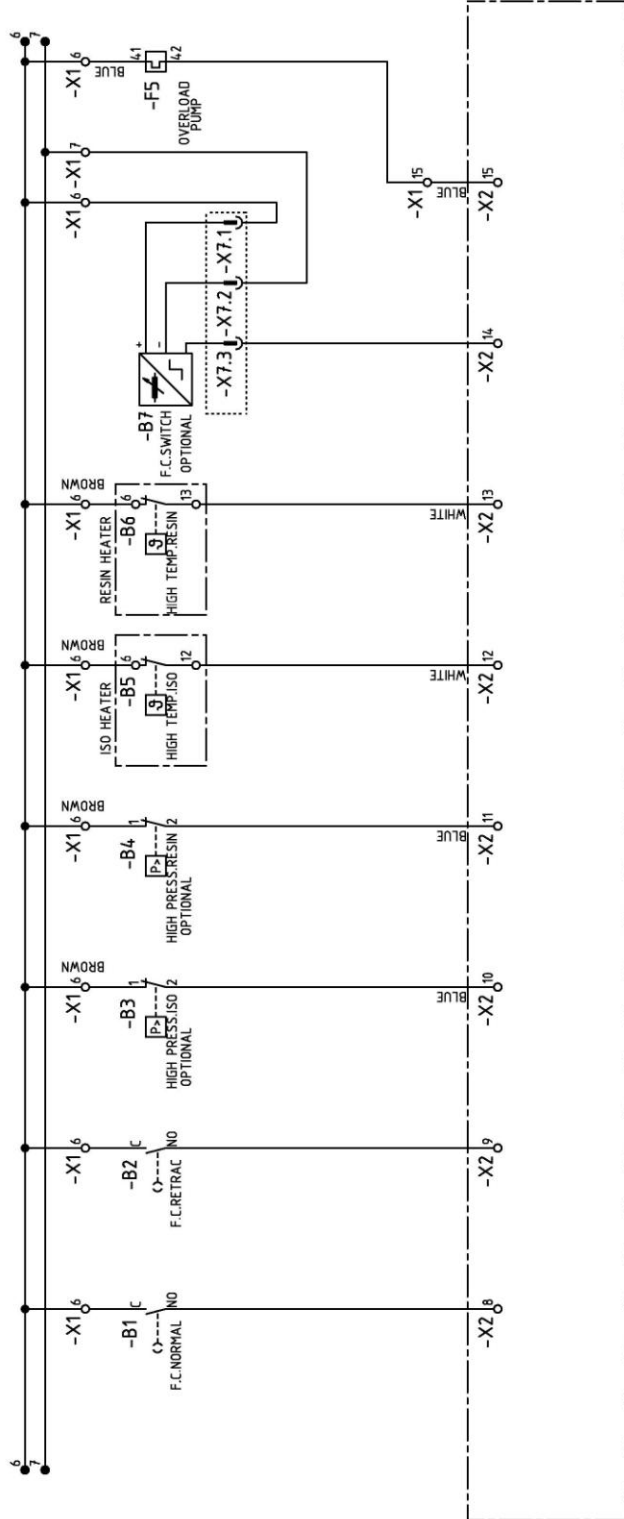 6
7
6
7
-X1 6
-B1 C
NO
F.C.NORMAL
-X2 8
-X1 6
-B2 C
NO
F.C.RETRAC
-X2 9
-X1 6
BROWN
-B3 1
P>
2
HIGH PRESS.ISO
OPTIONAL
BLUE
-X2 10
-X1 6
BROWN
-B4 1
P>
2
HIGH PRESS.RESIN
OPTIONAL
BLUE
-X2 11
-X1 6
BROWN
ISO HEATER
-B5 6
ϑ
12
HIGH TEMP.ISO
WHITE
-X2 12
-X1 6
BROWN
RESIN HEATER
-B6 6
ϑ
13
HIGH TEMP.RESIN
WHITE
-X2 13
-X1 6
-X1 7
+
-
-B7
F.C.SWITCH
OPTIONAL
-X7.3
-X7.2
-X7.1
-X2 14
-X1 6
BLUE
41
-F5
42
OVERLOAD
PUMP
-X1 15
BLUE
-X2 15